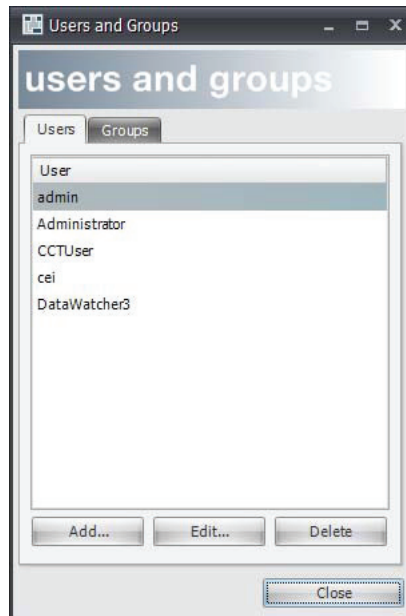 Users and Groups
users and groups
Users Groups
User
admin
Administrator
CCTUser
cei
DataWatcher3
Add... Edit... Delete
Close